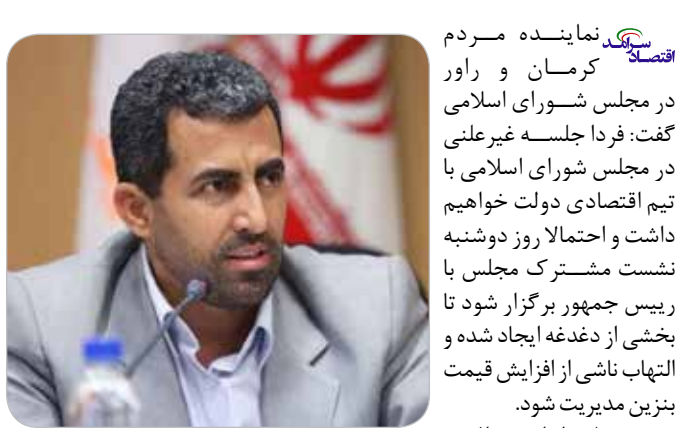 اقتصاد سرآمد
نماینده مردم
کرمان و راور
در مجلس شورای اسلامی
گفت: فردا جلسه غیرعلنی
در مجلس شورای اسلامی با
تیم اقتصادی دولت خواهیم
داشت و احتمالا روز دوشنبه
نشست مشترک مجلس با
رییس جمهور برگزار شود تا
بخشی از دغدغه ایجاد شده و
التهاب ناشی از افزایش قیمت
بنزین مدیریت شود.